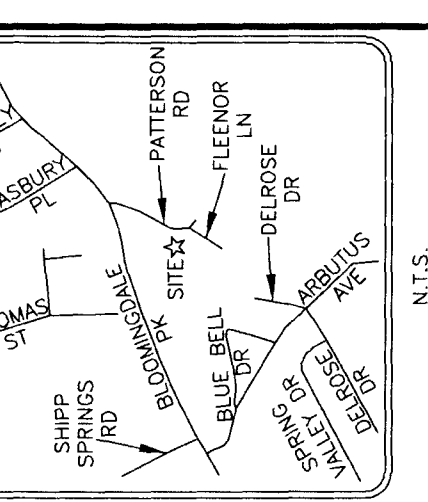 ASBURY
PL
PATTERSON
RD
FLEENOR
LN
DELROSE
DR
SITE
OMAS
ST
BLOOMINGDALE
PK
ARBUTUS
AVE
BLUE BELL
DR
SHIPP
SPRINGS
RD
SPRING
VALLEY DR
DELROSE
DR
N.T.S.